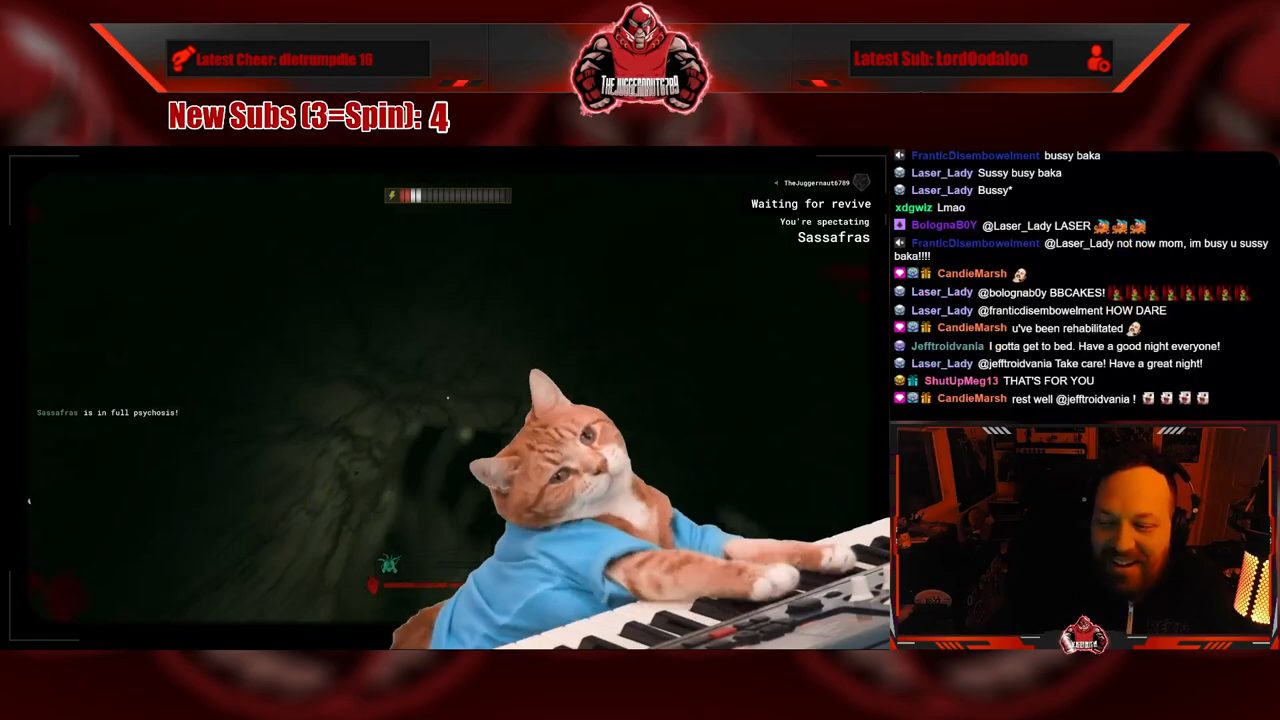 Latest Cheer: dietrumpdie 16
THEJUGGERNAUT6789
Latest Sub: LordOodaloo
New Subs (3=Spin): 4
TheJuggernaut6789
Waiting for revive
You're spectating
Sassafras
Sassafras is in full psychosis!
FranticDisembowelment bussy baka
Laser_Lady Sussy busy baka
Laser_Lady Bussy*
xdgwiz Lmao
BolognaB0Y @Laser_Lady LASER
FranticDisembowelment @Laser_Lady not now mom, im busy u sussy
baka!!!!
CandieMarsh
Laser_Lady @bolognab0y BBCAKES!
Laser_Lady @franticdisembowelment HOW DARE
CandieMarsh u've been rehabilitated
Jefftroidvania I gotta get to bed. Have a good night everyone!
Laser_Lady @jefftroidvania Take care! Have a great night!
ShutUpMeg13 THAT'S FOR YOU
CandieMarsh rest well @jefftroidvania !